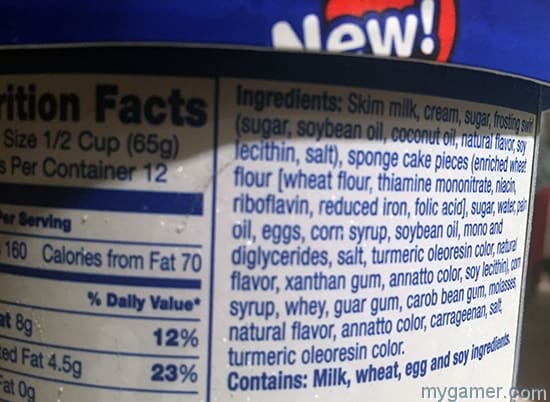 New!
rition Facts
Size 1/2 Cup (65g)
s Per Container 12
Per Serving
160 Calories from Fat 70
% Daily Value*
at 8g 12%
ted Fat 4.5g 23%
Fat 0g
Ingredients: Skim milk, cream, sugar, frosting swirl
(sugar, soybean oil, coconut oil, natural flavor, soy
lecithin, salt), sponge cake pieces (enriched wheat
flour [wheat flour, thiamine mononitrate, niacin,
riboflavin, reduced iron, folic acid], sugar, water, palm
oil, eggs, corn syrup, soybean oil, mono and
diglycerides, salt, turmeric oleoresin color, natural
flavor, xanthan gum, annatto color, soy lecithin), corn
syrup, whey, guar gum, carob bean gum, molasses,
natural flavor, annatto color, carrageenan, salt,
turmeric oleoresin color.
Contains: Milk, wheat, egg and soy ingredients.
mygamer.com